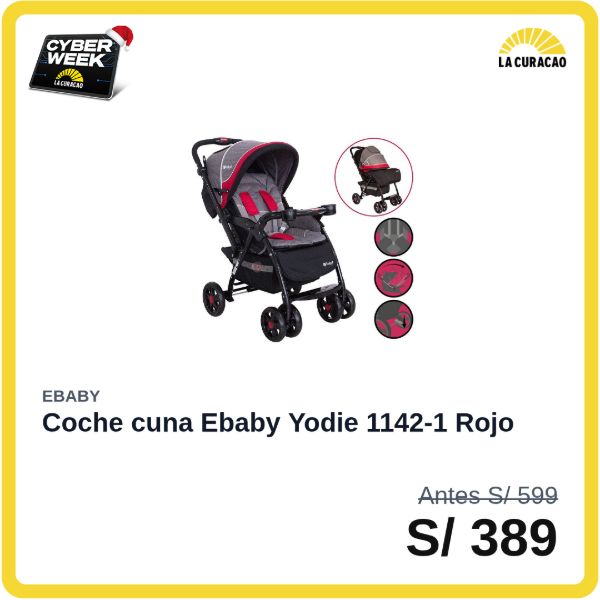 CYBER
WEEK
LA CURACAO
LA CURACAO
EBABY
Coche cuna Ebaby Yodie 1142-1 Rojo
Antes S/ 599
S/ 389